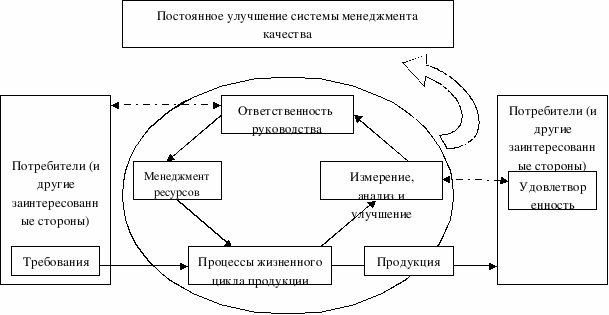 Постоянное улучшение системы менеджмента
качества
Потребители (и
другие
заинтересованн
ые стороны)
Требования
Ответственность
руководства
Менеджмент
ресурсов
Измерение,
анализ и
улучшение
Процессы жизненного
цикла продукции
Продукция
Потребители (и
другие
заинтересованн
ые стороны)
Удовлетвор
енность